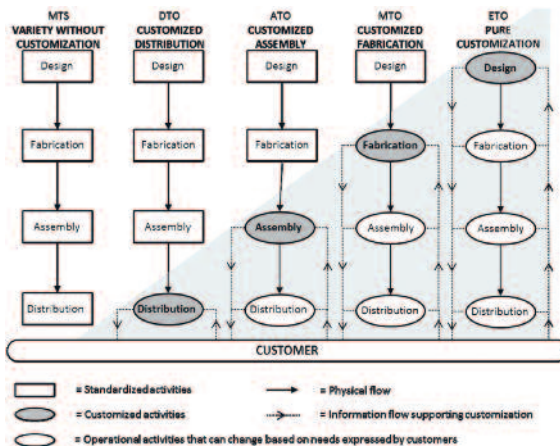 MTS
VARIETY WITHOUT
CUSTOMIZATION
DTO
CUSTOMIZED
DISTRIBUTION
ATO
CUSTOMIZED
ASSEMBLY
MTO
CUSTOMIZED
FABRICATION
ETO
PURE
CUSTOMIZATION
Design
Design
Design
Design
Design
Fabrication
Fabrication
Fabrication
Fabrication
Fabrication
Assembly
Assembly
Assembly
Assembly
Assembly
Distribution
Distribution
Distribution
Distribution
Distribution
CUSTOMER
= Standardized activities
= Physical flow
= Customized activities
= Information flow supporting customization
= Operational activities that can change based on needs expressed by customers